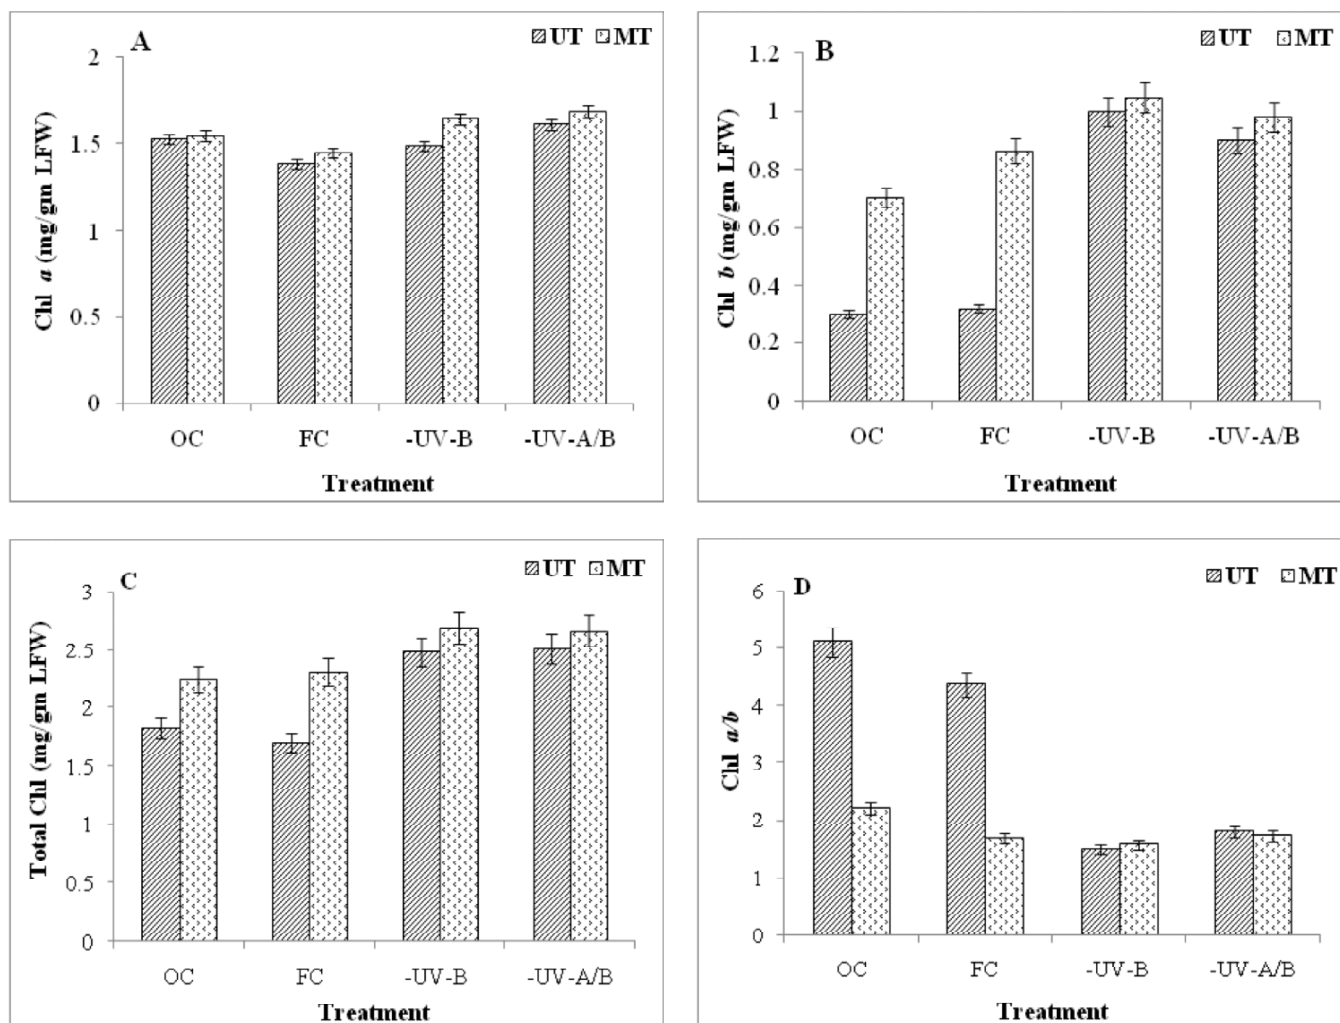 A
UT MT
Chl a (mg/gm LFW)
2
1.5
1
0.5
0
OC FC -UV-B -UV-A/B
Treatment
B
UT MT
Chl b (mg/gm LFW)
1.2
1
0.8
0.6
0.4
0.2
0
OC FC -UV-B -UV-A/B
Treatment
C
UT MT
Total Chl (mg/gm LFW)
3
2.5
2
1.5
1
0.5
0
OC FC -UV-B -UV-A/B
Treatment
D
UT MT
Chl a/b
6
5
4
3
2
1
0
OC FC -UV-B -UV-A/B
Treatment